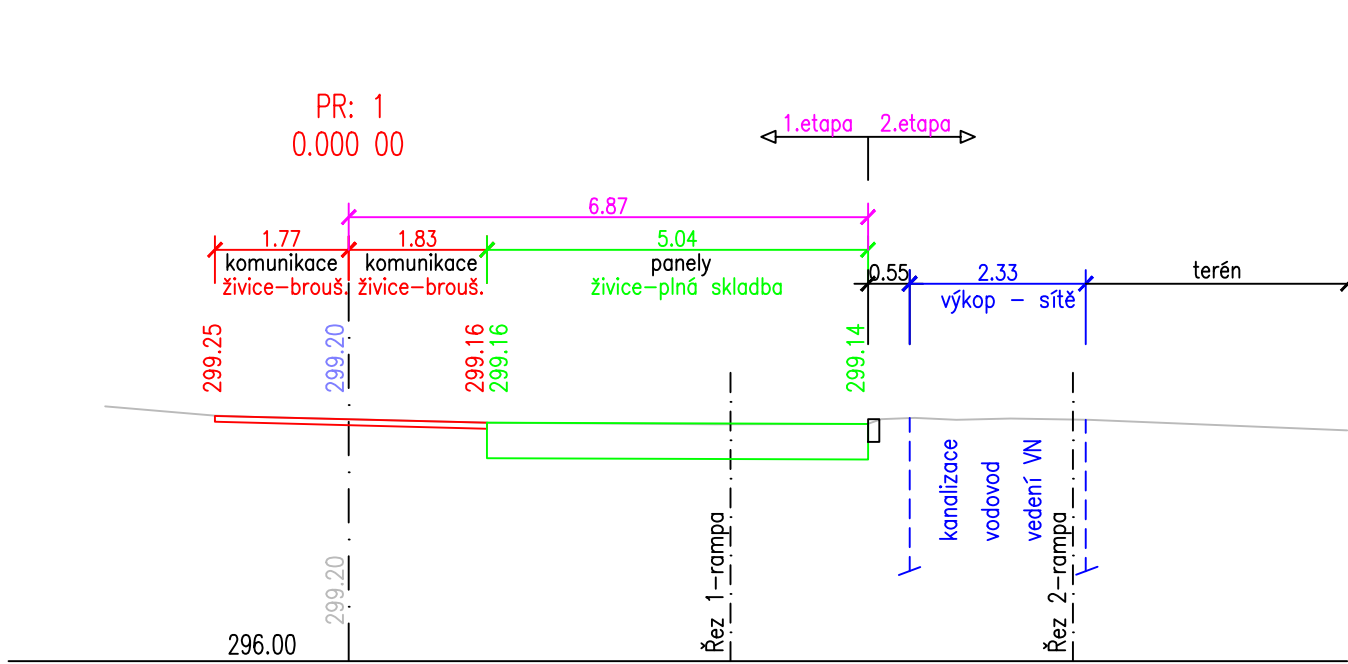 PR: 1
0.000 00
1.etapa 2.etapa
6.87
1.77 1.83 5.04
komunikace komunikace panely 0.55 2.33 terén
živice-brouš. živice-brouš. živice-plná skladba výkop - sítě
299.25
299.20
299.16
299.16
299.14
kanalizace
vodovod
vedení VN
Řez 1-rampa
Řez 2-rampa
299.20
296.00